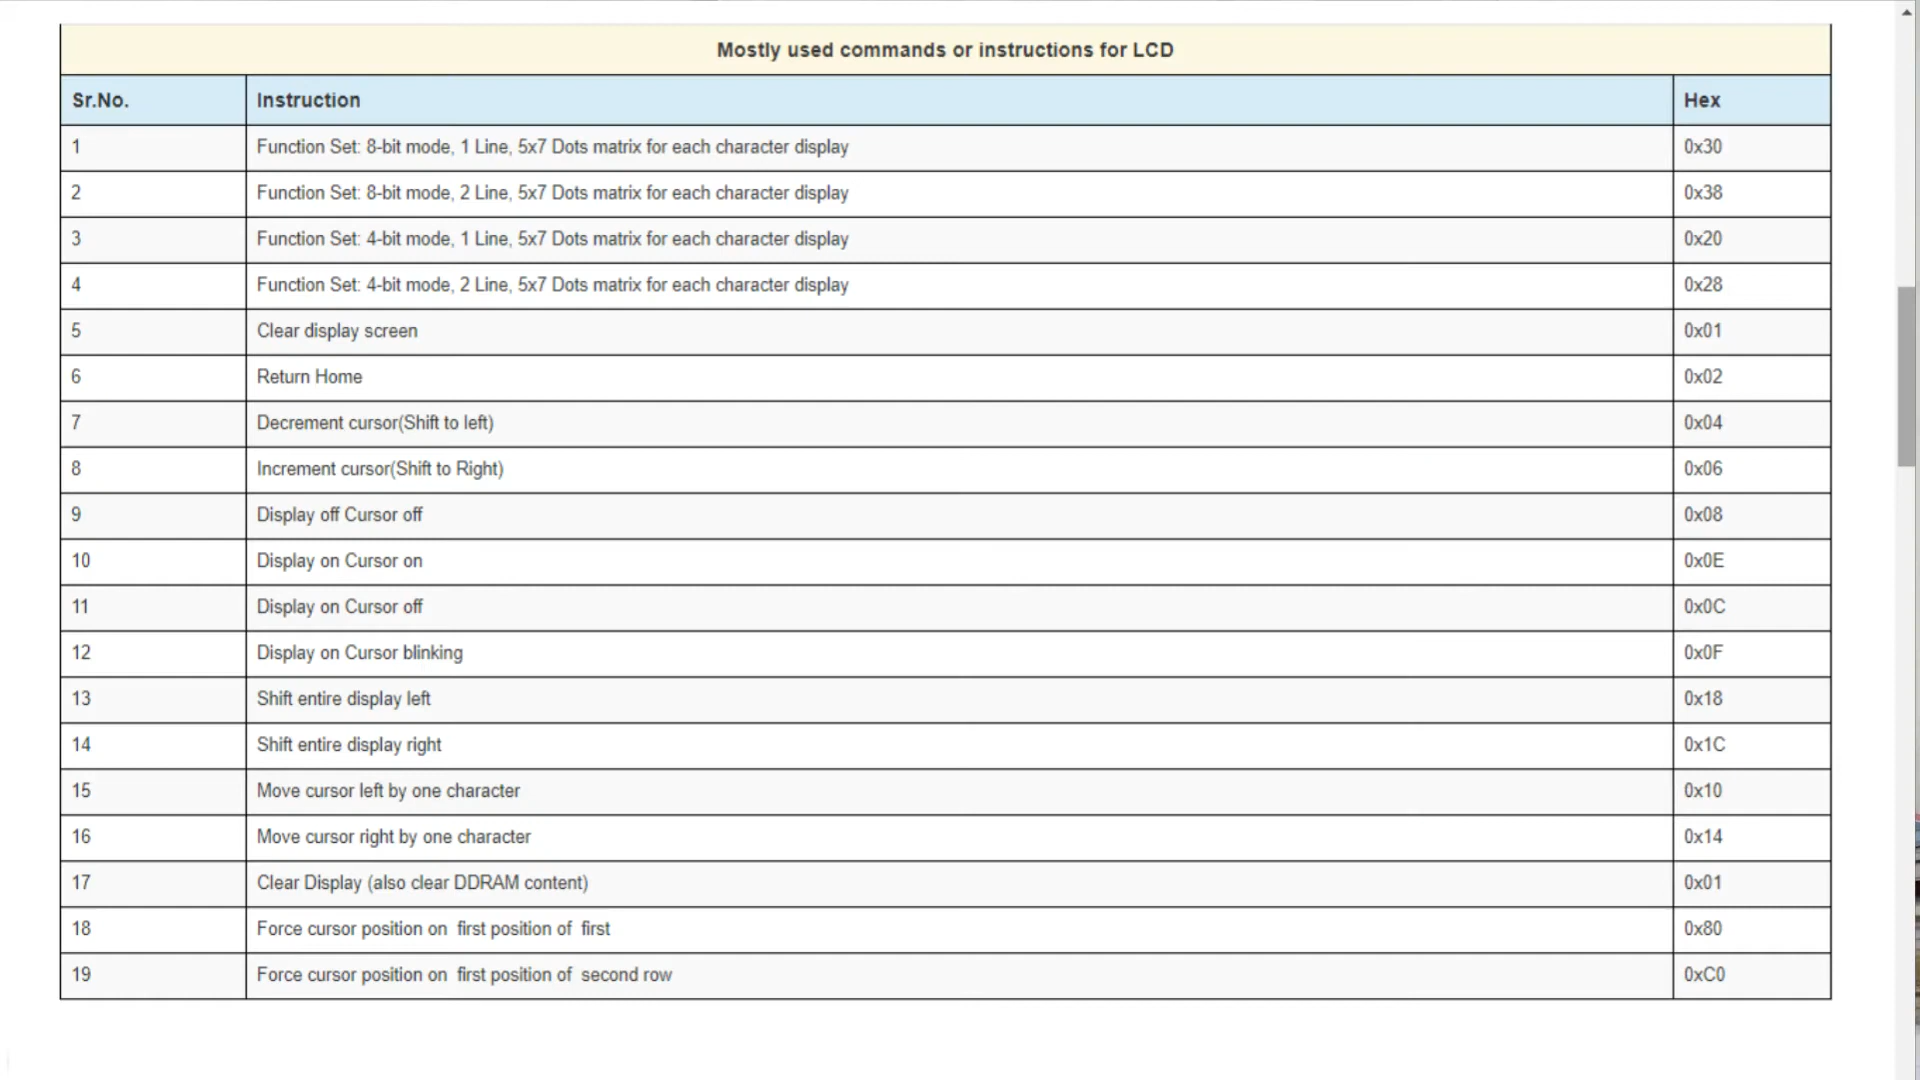 Mostly used commands or instructions for LCD
Sr.No. Instruction Hex
1 Function Set: 8-bit mode, 1 Line, 5x7 Dots matrix for each character display 0x30
2 Function Set: 8-bit mode, 2 Line, 5x7 Dots matrix for each character display 0x38
3 Function Set: 4-bit mode, 1 Line, 5x7 Dots matrix for each character display 0x20
4 Function Set: 4-bit mode, 2 Line, 5x7 Dots matrix for each character display 0x28
5 Clear display screen 0x01
6 Return Home 0x02
7 Decrement cursor(Shift to left) 0x04
8 Increment cursor(Shift to Right) 0x06
9 Display off Cursor off 0x08
10 Display on Cursor on 0x0E
11 Display on Cursor off 0x0C
12 Display on Cursor blinking 0x0F
13 Shift entire display left 0x18
14 Shift entire display right 0x1C
15 Move cursor left by one character 0x10
16 Move cursor right by one character 0x14
17 Clear Display (also clear DDRAM content) 0x01
18 Force cursor position on first position of first 0x80
19 Force cursor position on first position of second row 0xC0